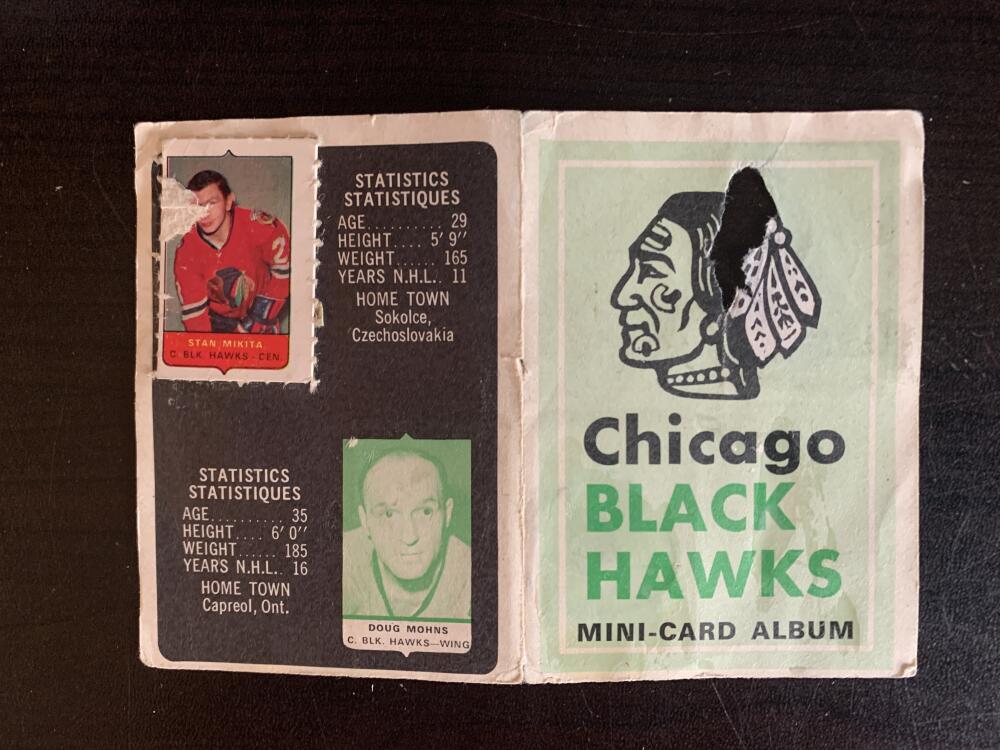 2
STAN MIKITA
C. BLK. HAWKS - CEN.
STATISTICS
STATISTIQUES
AGE.......... 29
HEIGHT.... 5' 9"
WEIGHT...... 165
YEARS N.H.L.. 11
HOME TOWN
Sokolce,
Czechoslovakia
STATISTICS
STATISTIQUES
AGE.......... 35
HEIGHT.... 6' 0"
WEIGHT...... 185
YEARS N.H.L.. 16
HOME TOWN
Capreol, Ont.
DOUG MOHNS
C. BLK. HAWKS—WING
Chicago
BLACK
HAWKS
MINI-CARD ALBUM